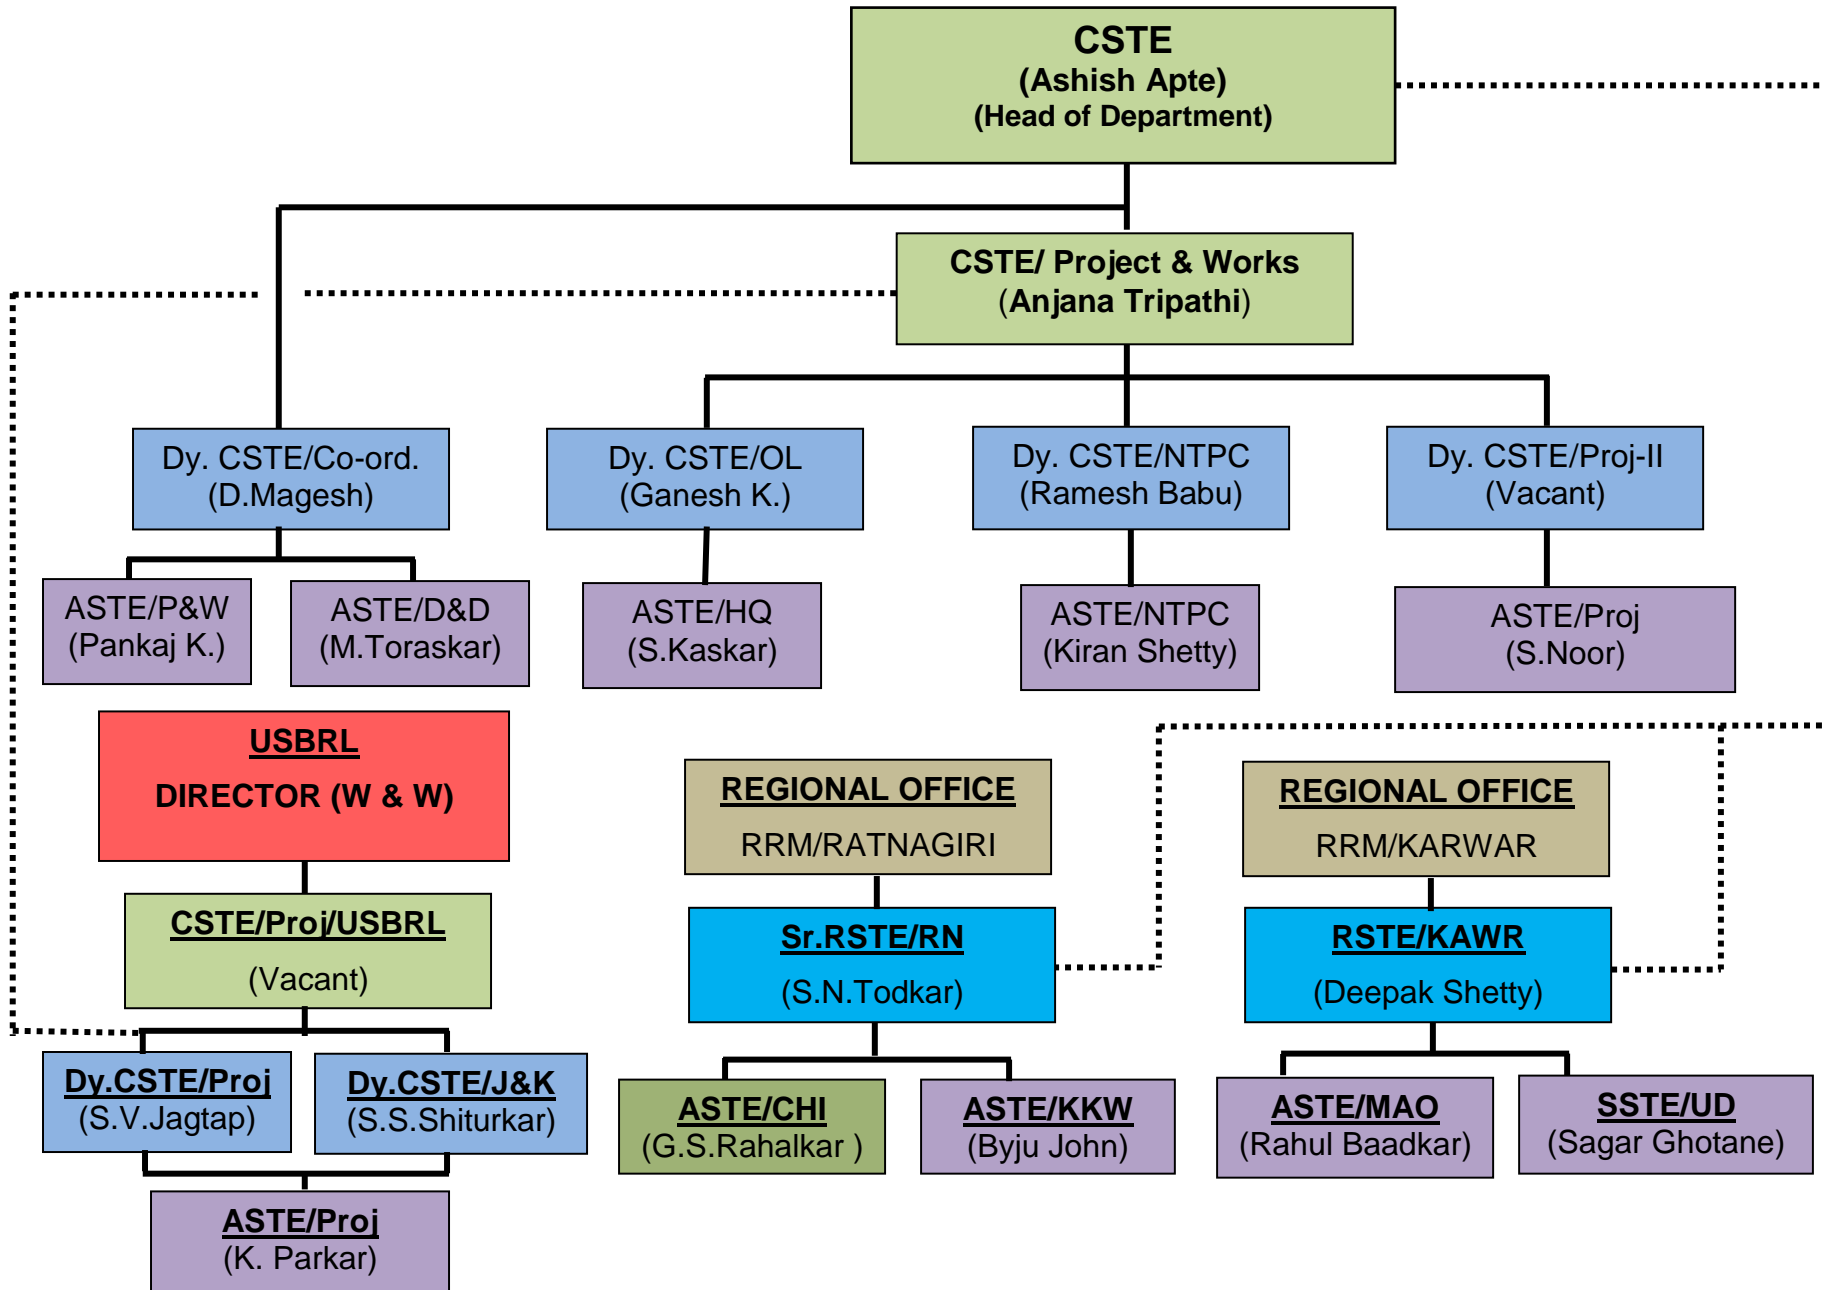 CSTE
(Ashish Apte)
(Head of Department)
CSTE/ Project & Works
(Anjana Tripathi)
Dy. CSTE/Co-ord.
(D.Magesh)
Dy. CSTE/OL
(Ganesh K.)
Dy. CSTE/NTPC
(Ramesh Babu)
Dy. CSTE/Proj-II
(Vacant)
ASTE/P&W
(Pankaj K.)
ASTE/D&D
(M.Toraskar)
ASTE/HQ
(S.Kaskar)
ASTE/NTPC
(Kiran Shetty)
ASTE/Proj
(S.Noor)
USBRL
DIRECTOR (W & W)
REGIONAL OFFICE
RRM/RATNAGIRI
REGIONAL OFFICE
RRM/KARWAR
CSTE/Proj/USBRL
(Vacant)
Sr.RSTE/RN
(S.N.Todkar)
RSTE/KAWR
(Deepak Shetty)
Dy.CSTE/Proj
(S.V.Jagtap)
Dy.CSTE/J&K
(S.S.Shiturkar)
ASTE/CHI
(G.S.Rahalkar )
ASTE/KKW
(Byju John)
ASTE/MAO
(Rahul Baadkar)
SSTE/UD
(Sagar Ghotane)
ASTE/Proj
(K. Parkar)